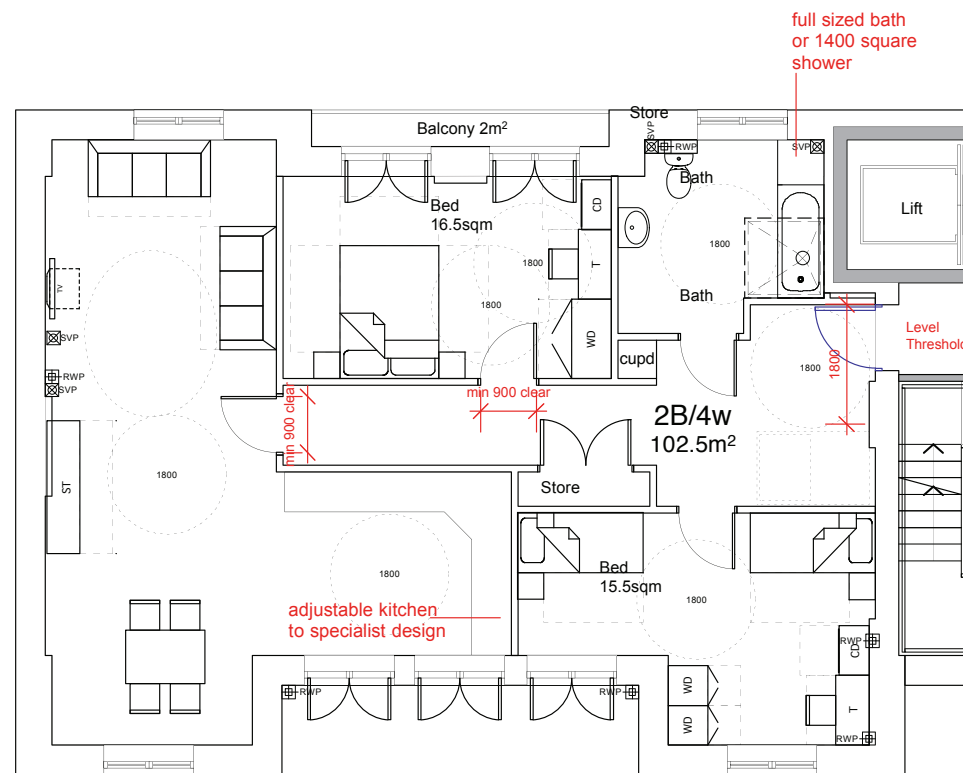 full sized bath
or 1400 square
shower
Store
Balcony 2m²
SVP
RWP
SVP
Bath
Bed
16.5sqm
CD
Lift
1800
1800
T
1800
TV
Bath
WD
SVP
Level
Threshold
1800
1800
RWP
SVP
cupd
min 900 clear
min 900 clear
2B/4w
102.5m²
1800
ST
Store
1800
Bed
15.5sqm
1800
adjustable kitchen
to specialist design
RWP
CD
RWP
RWP
WD
WD
T
RWP